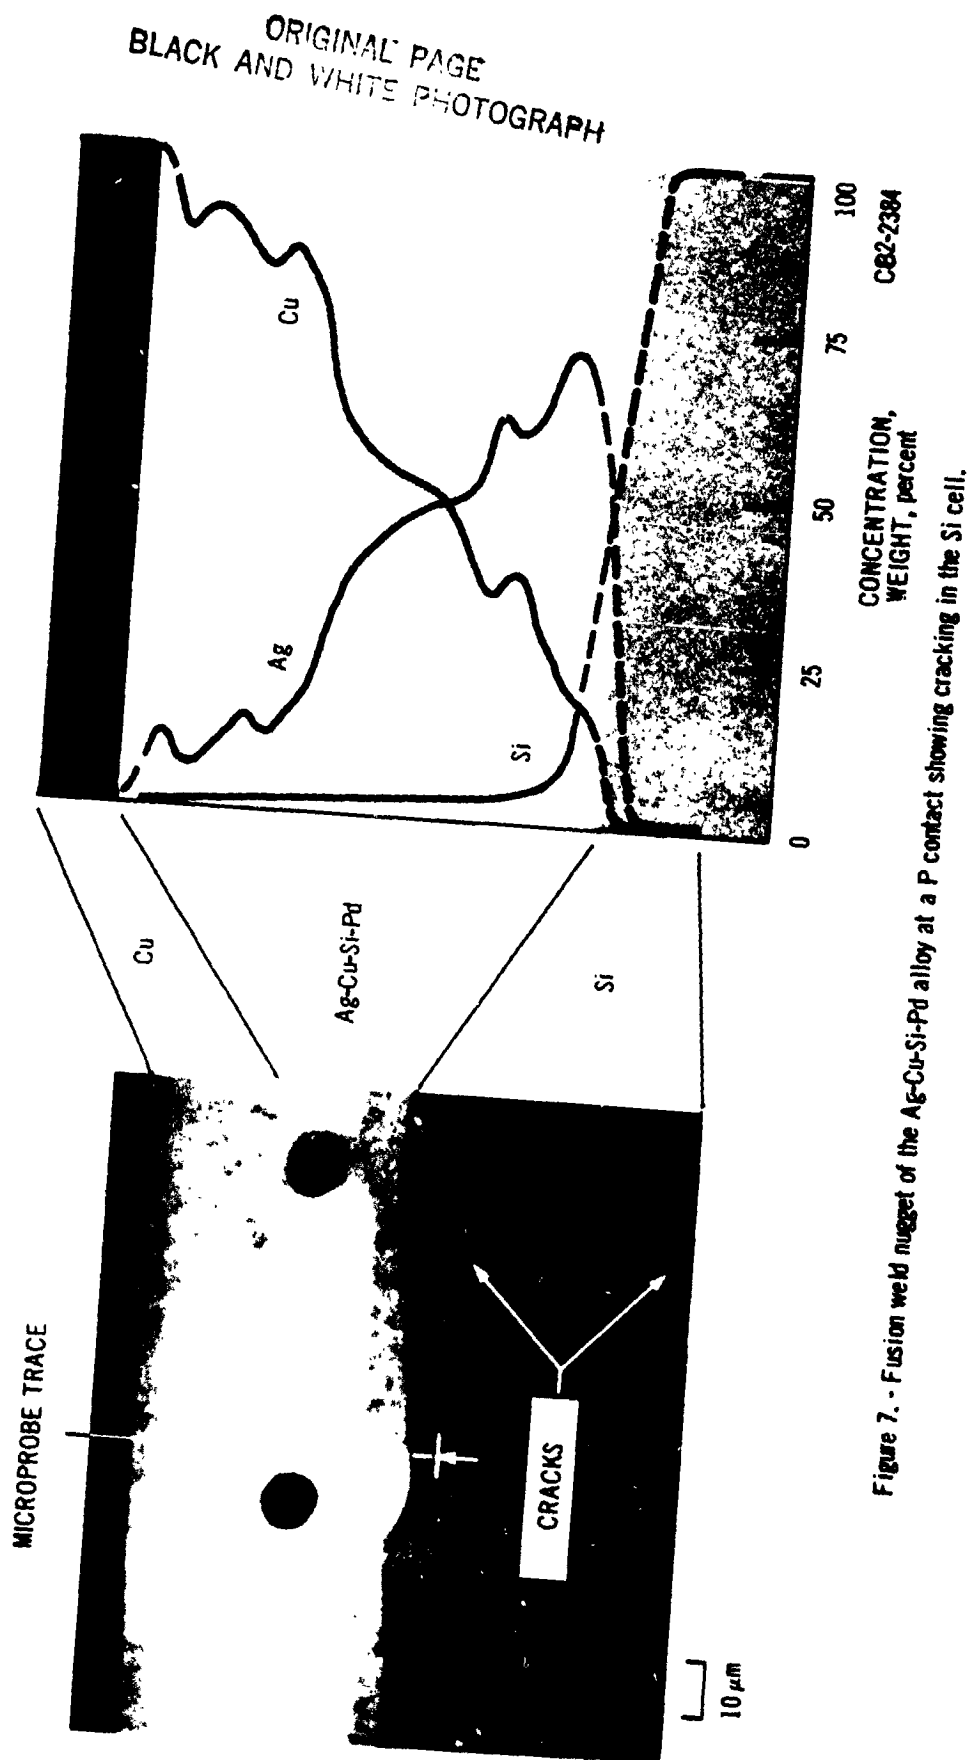 ORIGINAL PAGE
BLACK AND WHITE PHOTOGRAPH
MICROPROBE TRACE
Cu
Ag-Cu-Si-Pd
Si
CRACKS
10 μm
Cu
Ag
Si
0
25
50
75
100
CONCENTRATION,
WEIGHT, percent
C82-2384
Figure 7. - Fusion weld nugget of the Ag-Cu-Si-Pd alloy at a P contact showing cracking in the Si cell.